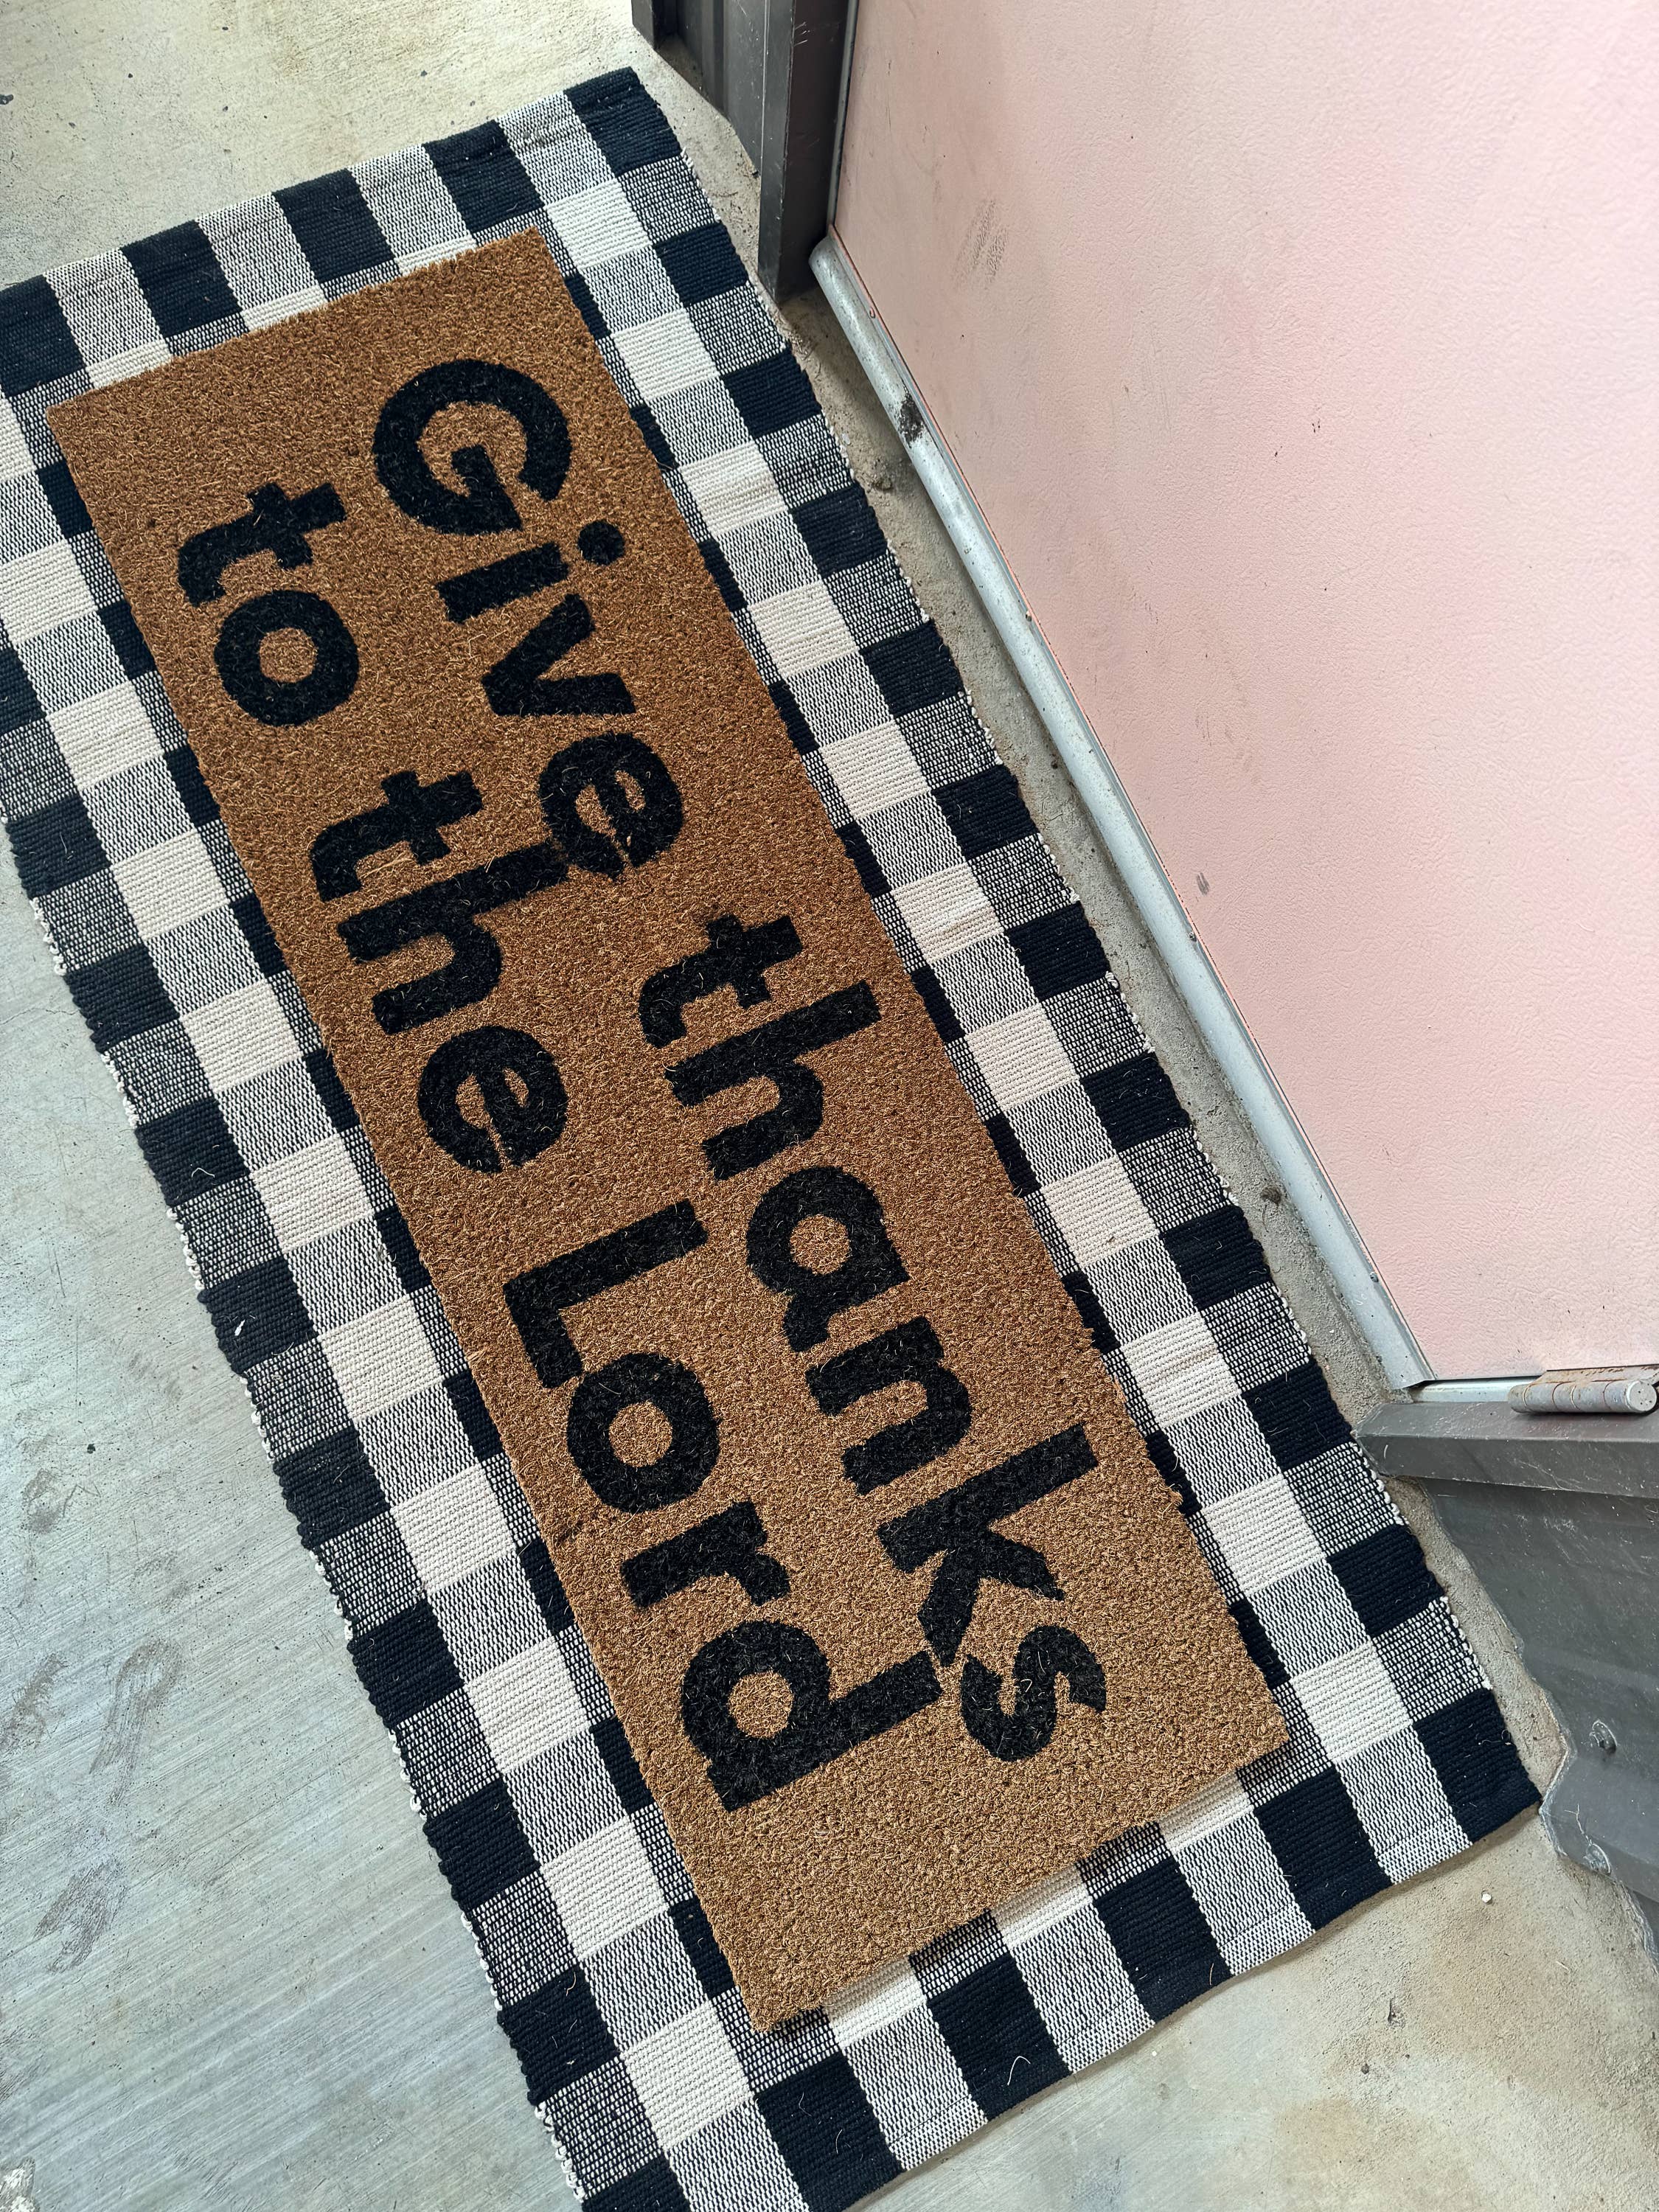 Give thanks
to the Lord